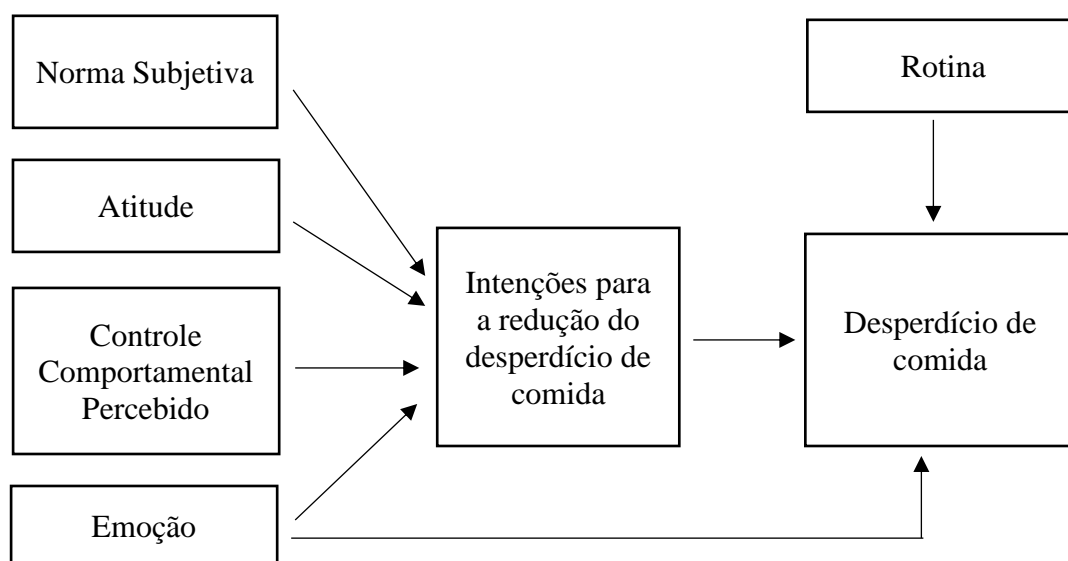 Norma Subjetiva
Atitude
Controle
Comportamental
Percebido
Emoção
Intenções para
a redução do
desperdício de
comida
Rotina
Desperdício de
comida